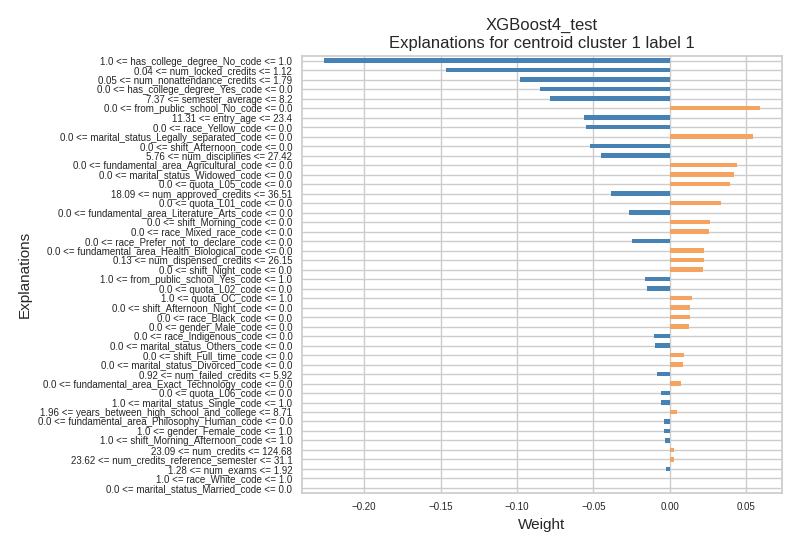 XGBoost4_test
Explanations for centroid cluster 1 label 1
1.0 <= has_college_degree_No_code <= 1.0
0.04 <= num_locked_credits <= 1.12
0.05 <= num_nonattendance_credits <= 1.79
0.0 <= has_college_degree_Yes_code <= 0.0
7.37 <= semester_average <= 8.2
0.0 <= from_public_school_No_code <= 0.0
11.31 <= entry_age <= 23.4
0.0 <= race_Yellow_code <= 0.0
0.0 <= marital_status_Legally_separated_code <= 0.0
0.0 <= shift_Afternoon_code <= 0.0
5.76 <= num_disciplines <= 27.42
0.0 <= fundamental_area_Agricultural_code <= 0.0
0.0 <= marital_status_Widowed_code <= 0.0
0.0 <= quota_L05_code <= 0.0
18.09 <= num_approved_credits <= 36.51
0.0 <= quota_L01_code <= 0.0
0.0 <= fundamental_area_Literature_Arts_code <= 0.0
0.0 <= shift_Morning_code <= 0.0
0.0 <= race_Mixed_race_code <= 0.0
0.0 <= race_Prefer_not_to_declare_code <= 0.0
0.0 <= fundamental_area_Health_Biological_code <= 0.0
0.13 <= num_dispensed_credits <= 26.15
0.0 <= shift_Night_code <= 0.0
1.0 <= from_public_school_Yes_code <= 1.0
0.0 <= quota_L02_code <= 0.0
1.0 <= quota_OC_code <= 1.0
0.0 <= shift_Afternoon_Night_code <= 0.0
0.0 <= race_Black_code <= 0.0
0.0 <= gender_Male_code <= 0.0
0.0 <= race_Indigenous_code <= 0.0
0.0 <= marital_status_Others_code <= 0.0
0.0 <= shift_Full_time_code <= 0.0
0.0 <= marital_status_Divorced_code <= 0.0
0.92 <= num_failed_credits <= 5.92
0.0 <= fundamental_area_Exact_Technology_code <= 0.0
0.0 <= quota_L06_code <= 0.0
1.0 <= marital_status_Single_code <= 1.0
1.96 <= years_between_high_school_and_college <= 8.71
0.0 <= fundamental_area_Philosophy_Human_code <= 0.0
1.0 <= gender_Female_code <= 1.0
1.0 <= shift_Morning_Afternoon_code <= 1.0
23.09 <= num_credits <= 124.68
23.62 <= num_credits_reference_semester <= 31.1
1.28 <= num_exams <= 1.92
1.0 <= race_White_code <= 1.0
0.0 <= marital_status_Married_code <= 0.0
Explanations
−0.20 −0.15 −0.10 −0.05 0.00 0.05
Weight